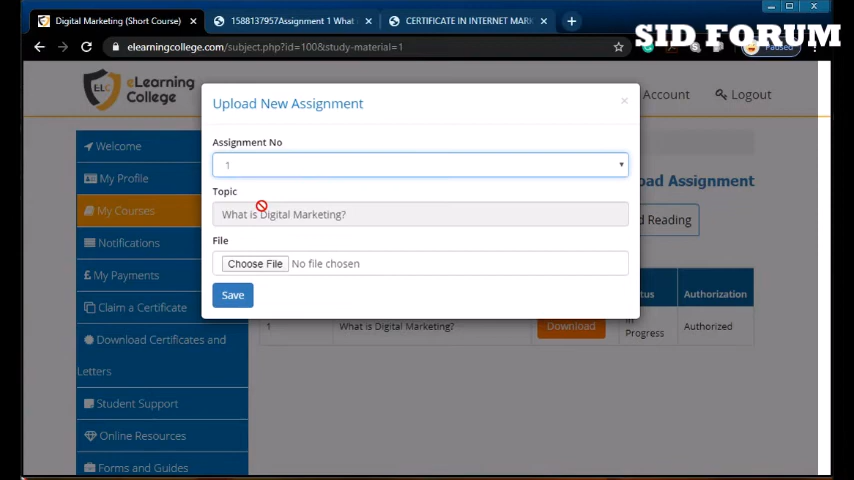 Digital Marketing (Short Course)
1588137957Assignment 1 What
CERTIFICATE IN INTERNET MARK
SID FORUM
elearningcollege.com/subject.php?id=100&study-material=1
Paused
ELC
eLearning
College
Account
Logout
Upload New Assignment
Assignment No
1
Topic
What is Digital Marketing?
File
Choose File No file chosen
Save
Welcome
My Profile
My Courses
Notifications
My Payments
Claim a Certificate
Download Certificates and
Letters
Student Support
Online Resources
Forms and Guides
oad Assignment
d Reading
tus
Authorization
1
What is Digital Marketing?
Download
In
Progress
Authorized